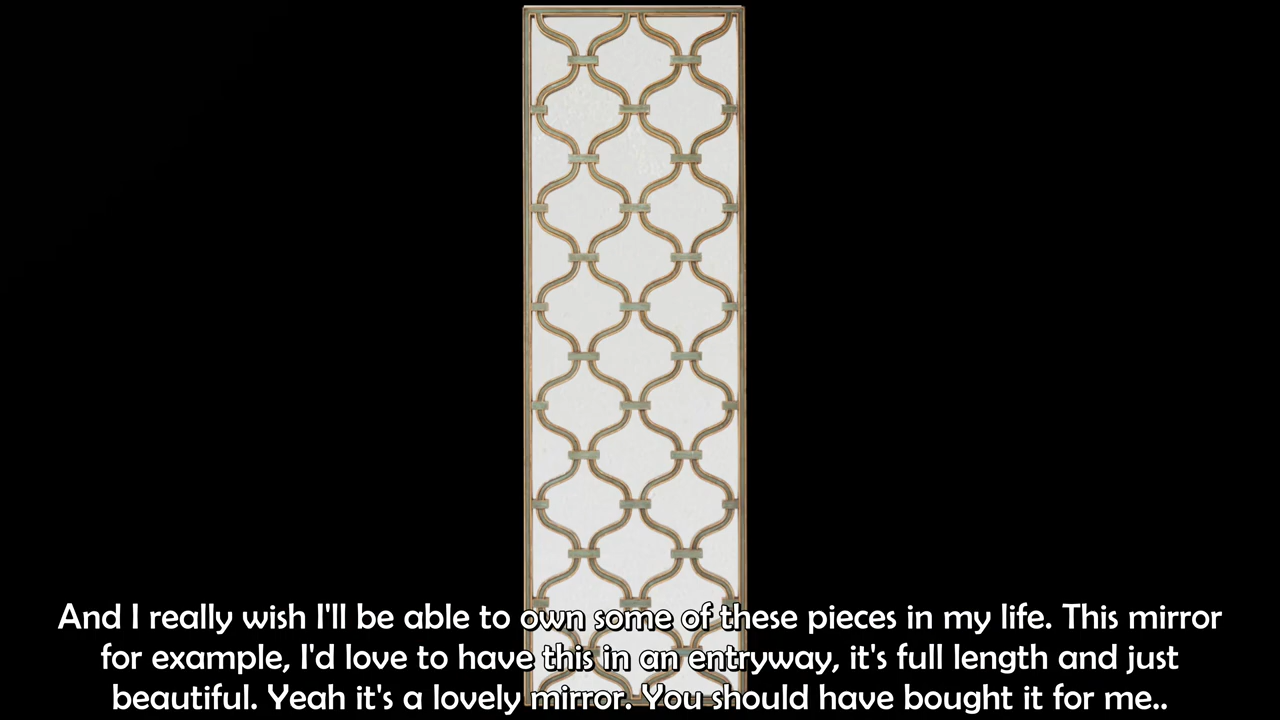 And I really wish I'll be able to own some of these pieces in my life. This mirror
for example, I'd love to have this in an entryway, it's full length and just
beautiful. Yeah it's a lovely mirror. You should have bought it for me..